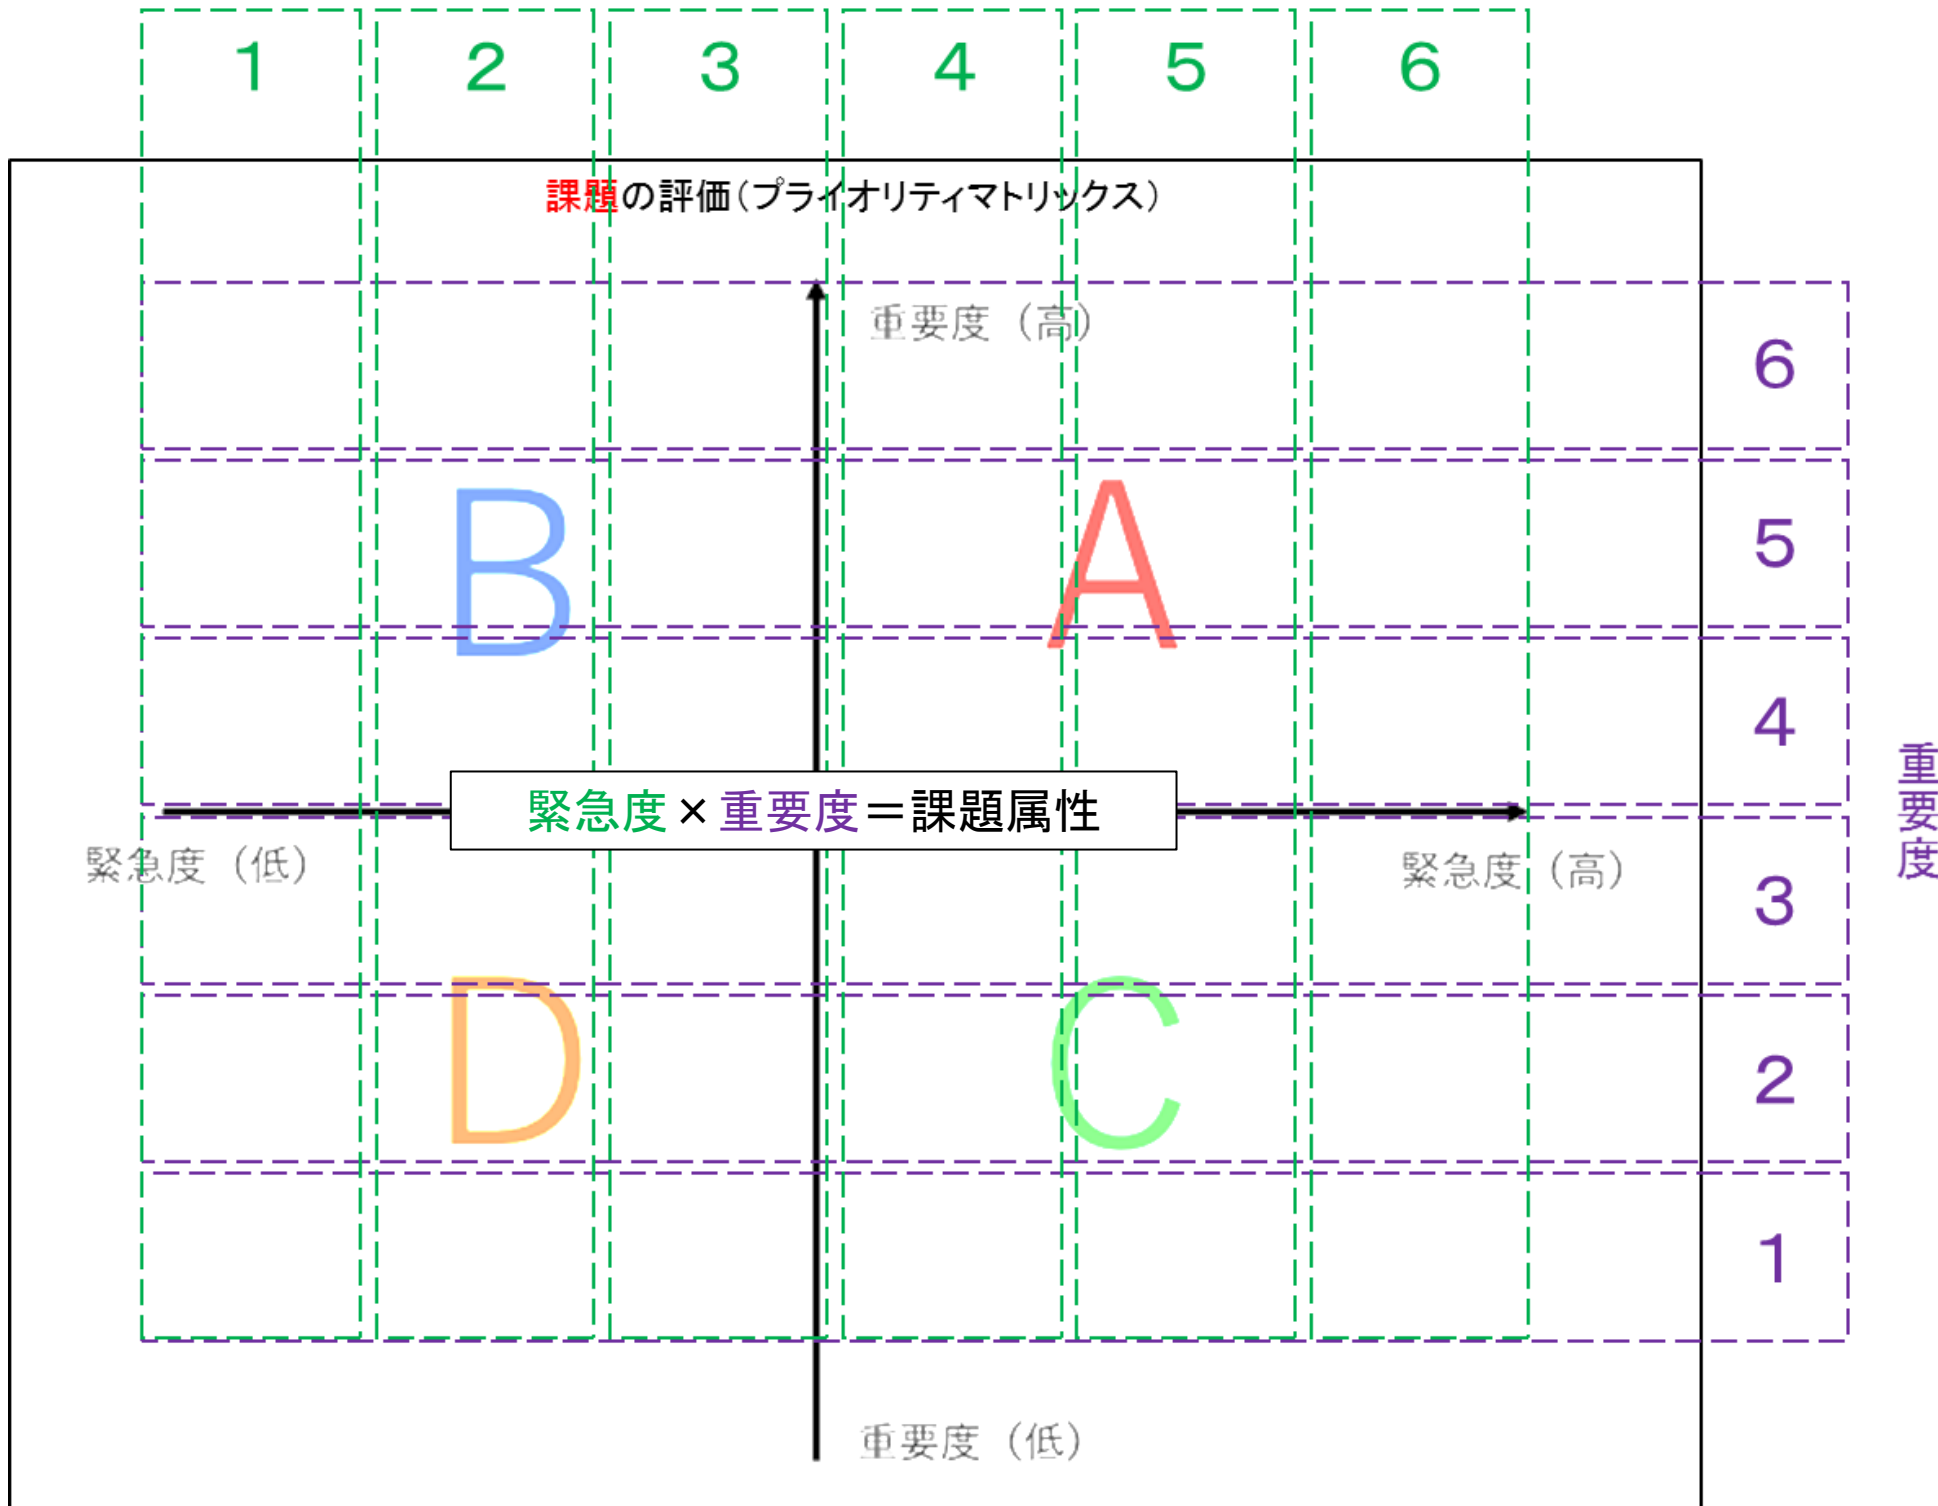 1 2 3 4 5 6
課題の評価(プライオリティマトリックス)
重要度(高)
6
B A
5
4
緊急度×重要度=課題属性
重要度
緊急度(低)
緊急度(高)
3
D C
2
1
重要度(低)